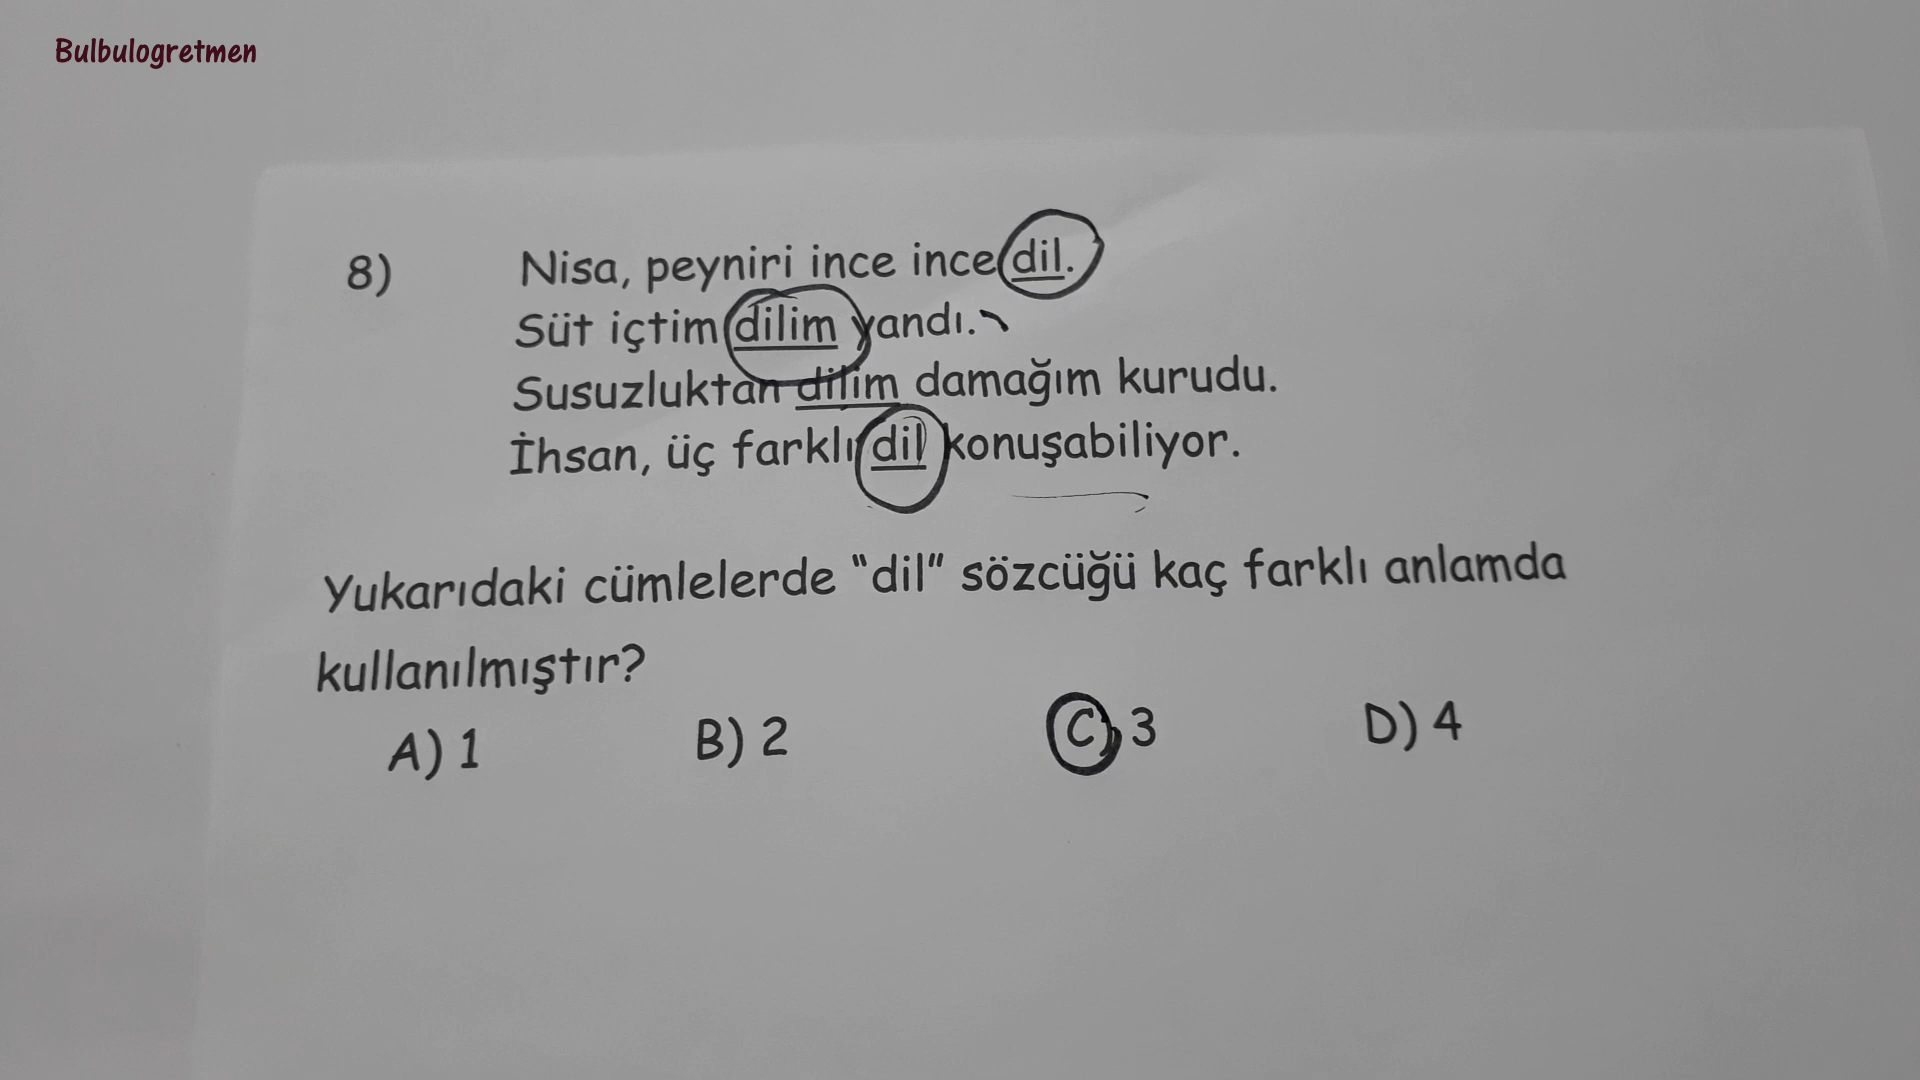 Bulbulogretmen
8) Nisa, peyniri ince ince dil.
Süt içtim dilim yandı.
Susuzluktan dilim damağım kurudu.
İhsan, üç farklı dil konuşabiliyor.
Yukarıdaki cümlelerde "dil" sözcüğü kaç farklı anlamda
kullanılmıştır?
A) 1 B) 2 C) 3 D) 4